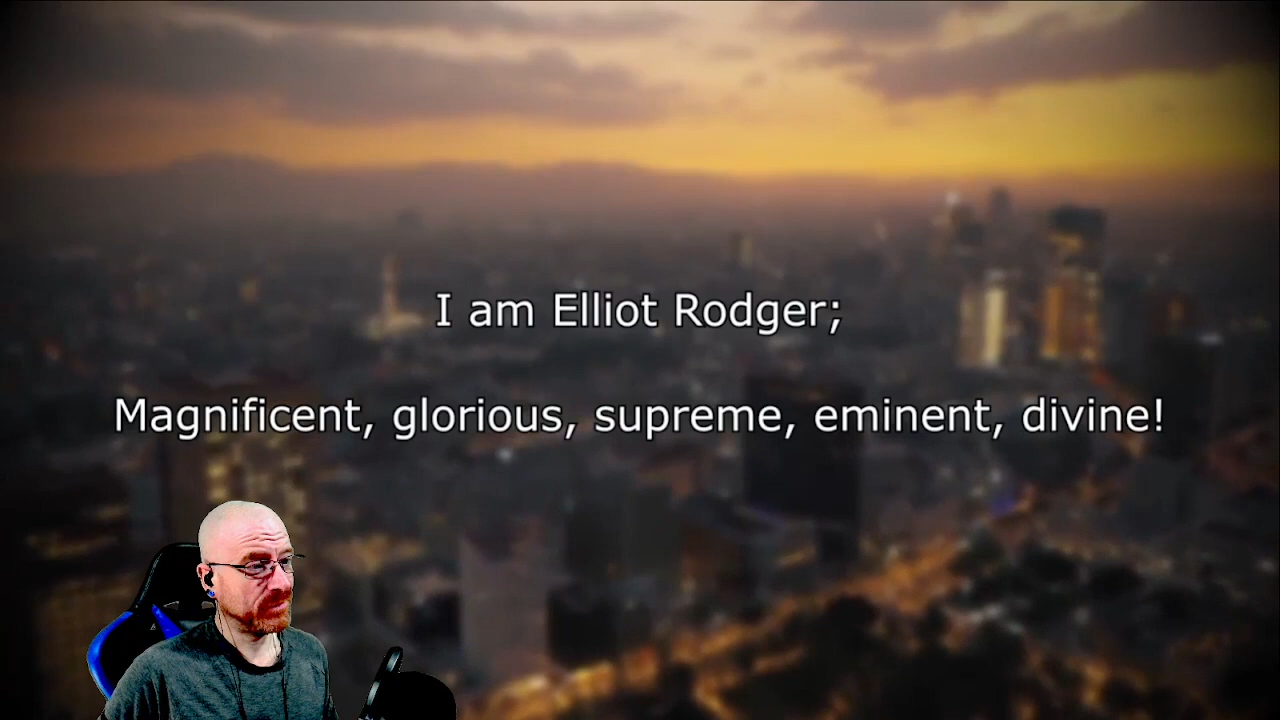 I am Elliot Rodger;
Magnificent, glorious, supreme, eminent, divine!